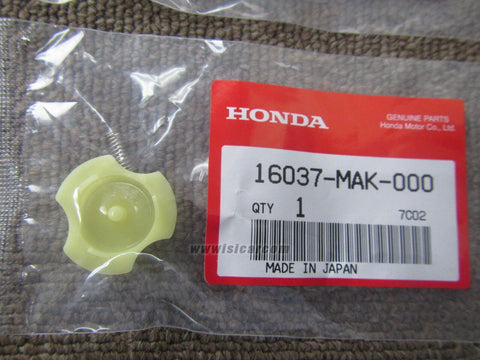 HONDA
GENUINE PARTS
Honda Motor Co., Ltd.
16037-MAK-000
QTY 1 7C02
MADE IN JAPAN
www.isicar.com